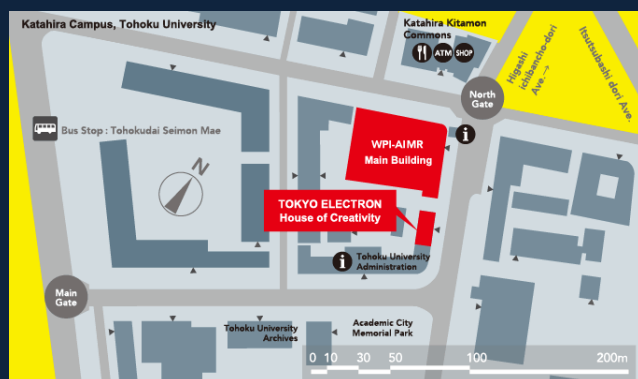 Katahira Campus, Tohoku University
Katahira Kitamon
Commons
ATM
SHOP
Higashi
ichibancho-dori
Ave.→
Itsutsubashi dori Ave.
North
Gate
Bus Stop : Tohokudai Seimon Mae
WPI-AIMR
Main Building
i
N
TOKYO ELECTRON
House of Creativity
i
Tohoku University
Administration
Main
Gate
Tohoku University
Archives
Academic City
Memorial Park
0 10 30 50 100 200m